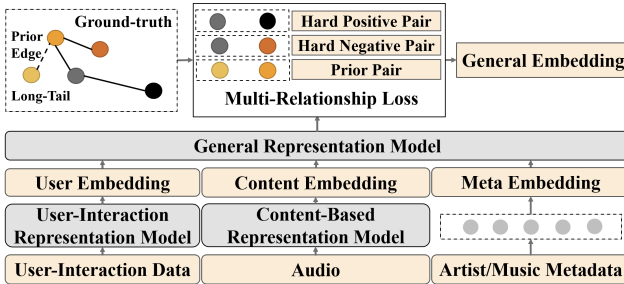 Ground-truth
Prior
Edge
Long-Tail
Hard Positive Pair
Hard Negative Pair
Prior Pair
Multi-Relationship Loss
General Embedding
General Representation Model
User Embedding
Content Embedding
Meta Embedding
User-Interaction
Representation Model
Content-Based
Representation Model
User-Interaction Data
Audio
Artist/Music Metadata